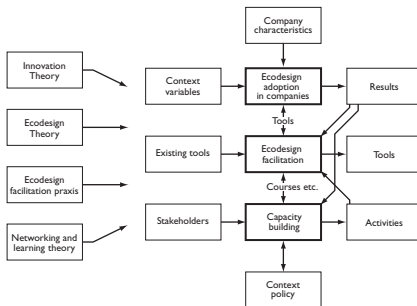 Company
characteristics
Innovation
Theory
Context
variables
Ecodesign
adoption
in companies
Results
Tools
Ecodesign
Theory
Existing tools
Ecodesign
facilitation
Tools
Ecodesign
facilitation praxis
Courses etc.
Networking and
learning theory
Stakeholders
Capacity
building
Activities
Context
policy